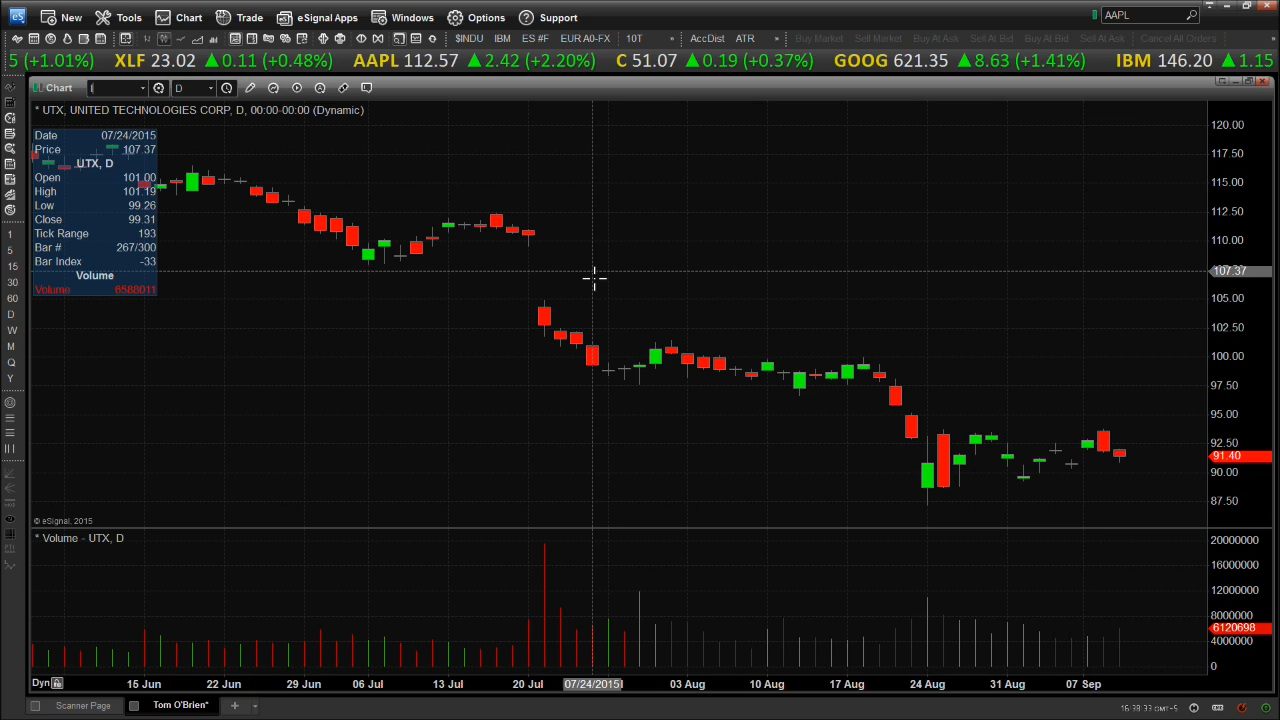 eS New Tools Chart Trade eSignal Apps Windows Options ? Support AAPL
$INDU IBM ES #F EUR A0-FX 10T » AccDist ATR » Buy Market Sell Market Buy At Ask Sell At Bid Buy At Bid Sell At Ask Cancel All Orders »
5 (+1.01%) XLF 23.02 ▲ 0.11 (+0.48%) AAPL 112.57 ▲ 2.42 (+2.20%) C 51.07 ▲ 0.19 (+0.37%) GOOG 621.35 ▲ 8.63 (+1.41%) IBM 146.20 ▲ 1.15
Chart D
* UTX, UNITED TECHNOLOGIES CORP, D, 00:00-00:00 (Dynamic)
Date 07/24/2015
Price 107.37
UTX, D
Open 101.00
High 101.19
Low 99.26
Close 99.31
Tick Range 193
Bar # 267/300
Bar Index -33
Volume
Volume 6588011
1
5
15
30
60
D
W
M
Q
Y
120.00
117.50
115.00
112.50
110.00
107.37
105.00
102.50
100.00
97.50
95.00
92.50
91.40
90.00
87.50
© eSignal, 2015
* Volume - UTX, D
20000000
16000000
12000000
8000000
6120698
4000000
0
Dyn 15 Jun 22 Jun 29 Jun 06 Jul 13 Jul 20 Jul 07/24/2015 03 Aug 10 Aug 17 Aug 24 Aug 31 Aug 07 Sep
Scanner Page Tom O'Brien* + 16:39:33 GMT-5